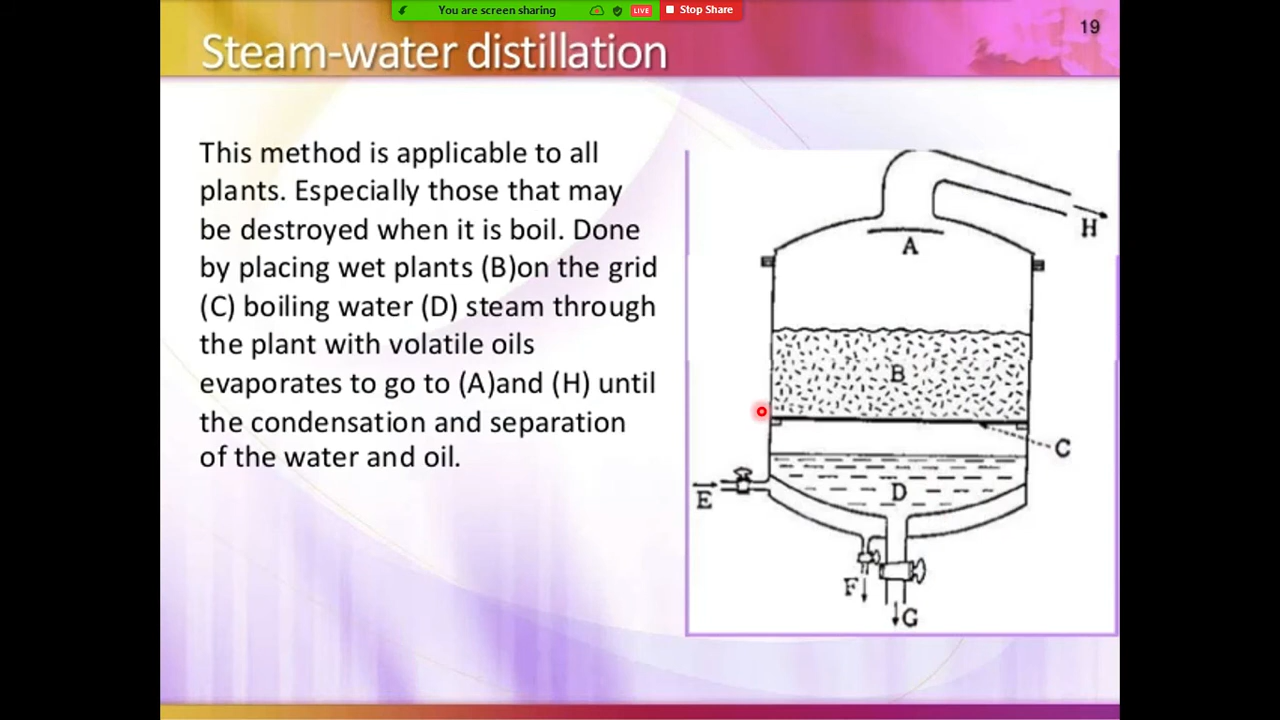 You are screen sharing LIVE Stop Share
19
Steam-water distillation
This method is applicable to all
plants. Especially those that may
be destroyed when it is boil. Done
by placing wet plants (B)on the grid
(C) boiling water (D) steam through
the plant with volatile oils
evaporates to go to (A)and (H) until
the condensation and separation
of the water and oil.
H
A
B
C
D
E
F
G